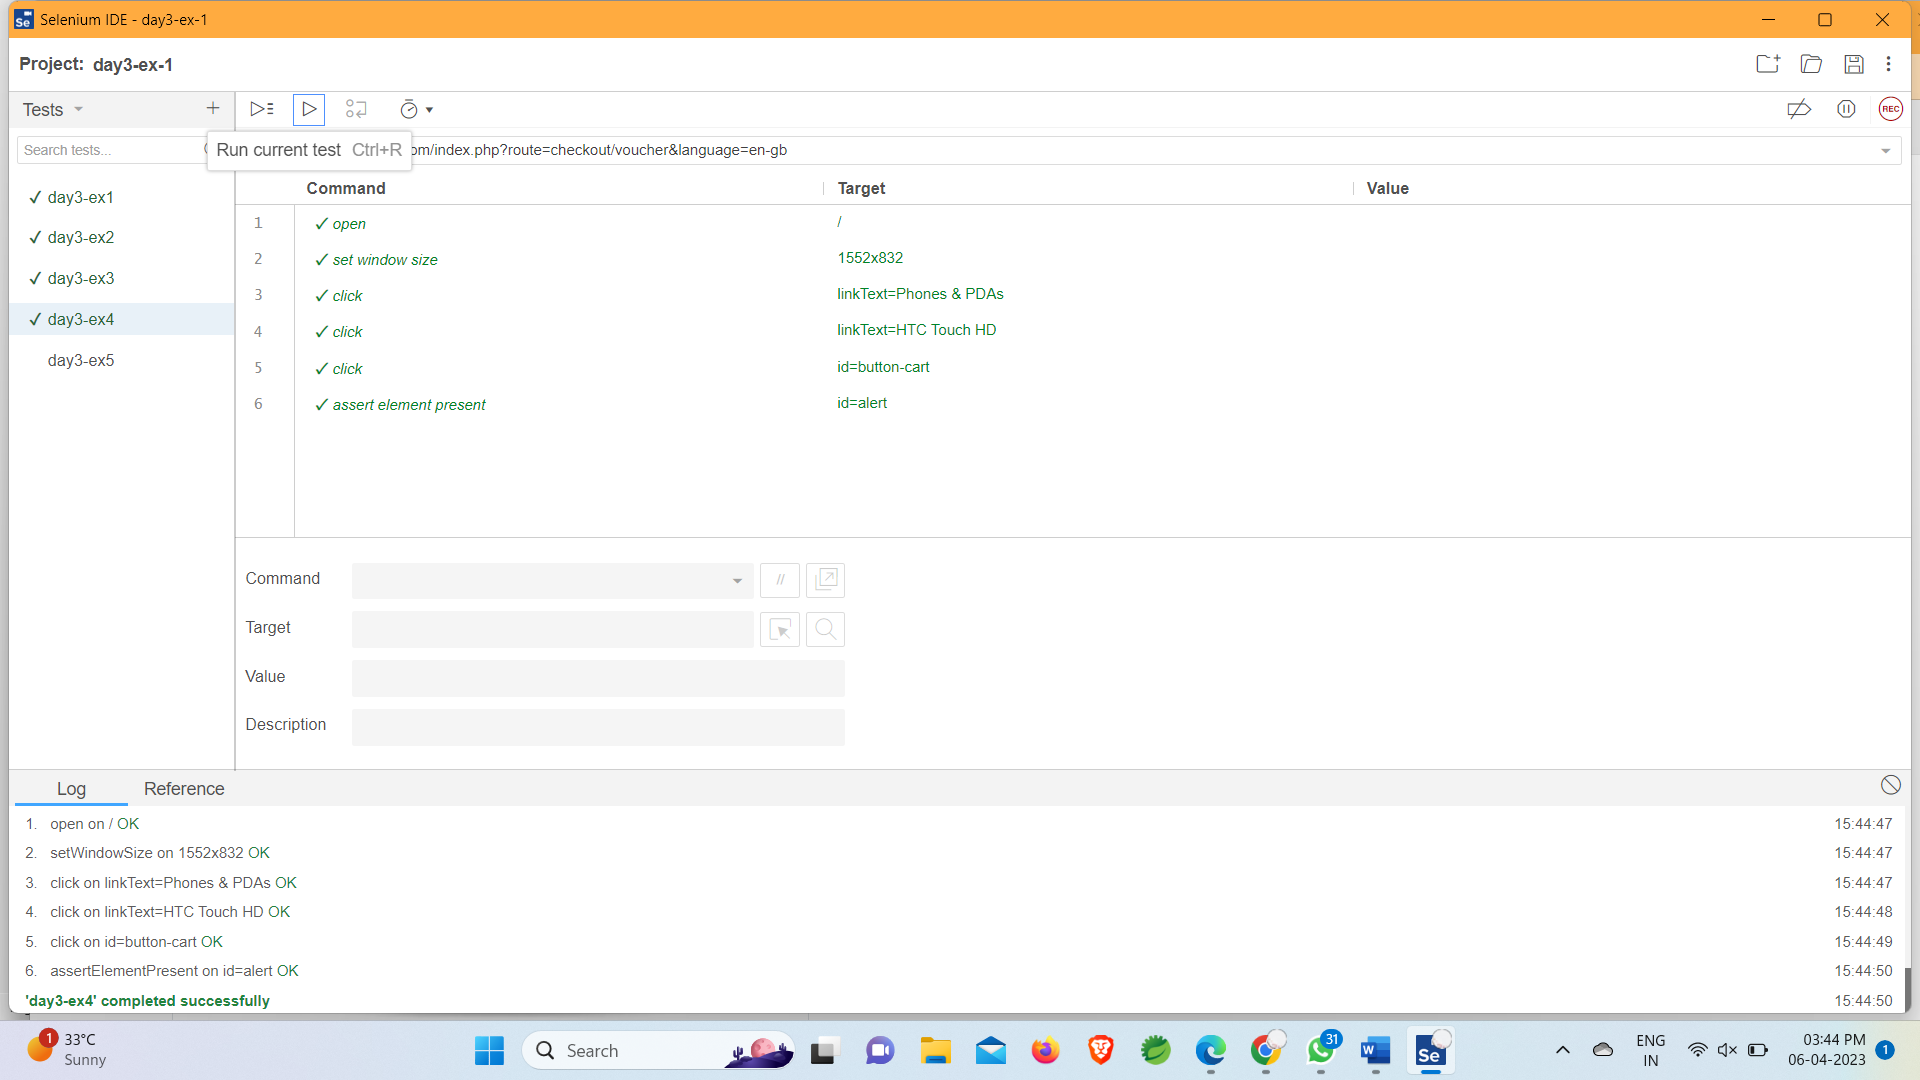 Selenium IDE - day3-ex-1
Project: day3-ex-1
Tests
Run current test Ctrl+R
Search tests...
om/index.php?route=checkout/voucher&language=en-gb
Command Target Value
✓ day3-ex1
✓ day3-ex2
✓ day3-ex3
✓ day3-ex4
day3-ex5
1 ✓ open /
2 ✓ set window size 1552x832
3 ✓ click linkText=Phones & PDAs
4 ✓ click linkText=HTC Touch HD
5 ✓ click id=button-cart
6 ✓ assert element present id=alert
Command //
Target
Value
Description
Log Reference
1. open on / OK 15:44:47
2. setWindowSize on 1552x832 OK 15:44:47
3. click on linkText=Phones & PDAs OK 15:44:47
4. click on linkText=HTC Touch HD OK 15:44:48
5. click on id=button-cart OK 15:44:49
6. assertElementPresent on id=alert OK 15:44:50
'day3-ex4' completed successfully 15:44:50
REC
Se
1 33°C
Sunny
Search
31
W
Se
ENG
IN
03:44 PM
06-04-2023
1